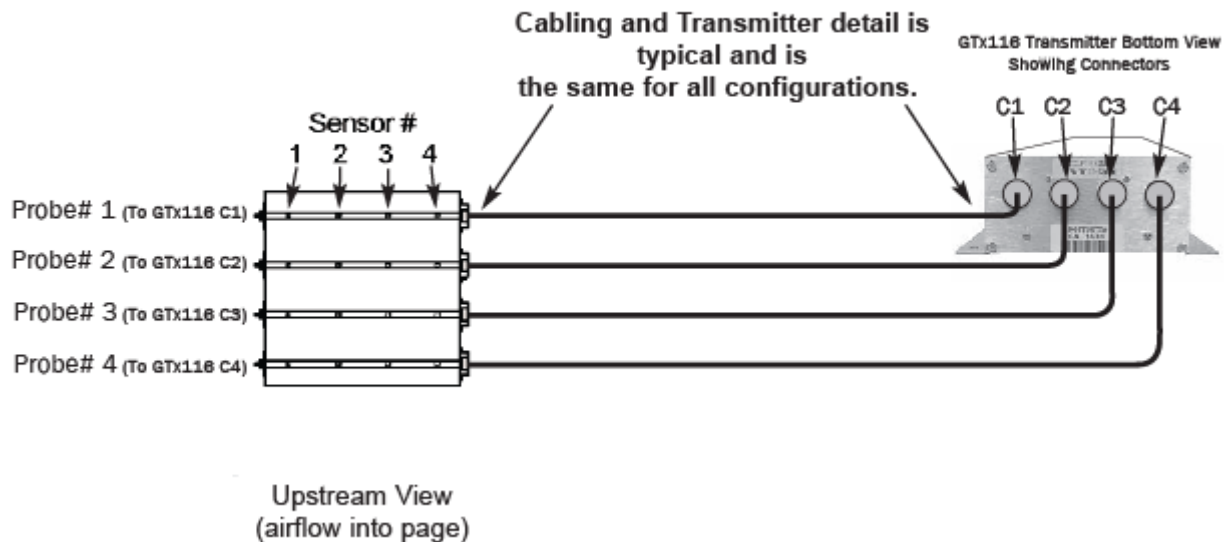 Cabling and Transmitter detail is
typical and is
the same for all configurations.
GTx116 Transmitter Bottom View
Showing Connectors
C1 C2 C3 C4
Sensor #
1 2 3 4
Probe# 1 (To GTx116 C1)
Probe# 2 (To GTx116 C2)
Probe# 3 (To GTx116 C3)
Probe# 4 (To GTx116 C4)
Upstream View
(airflow into page)